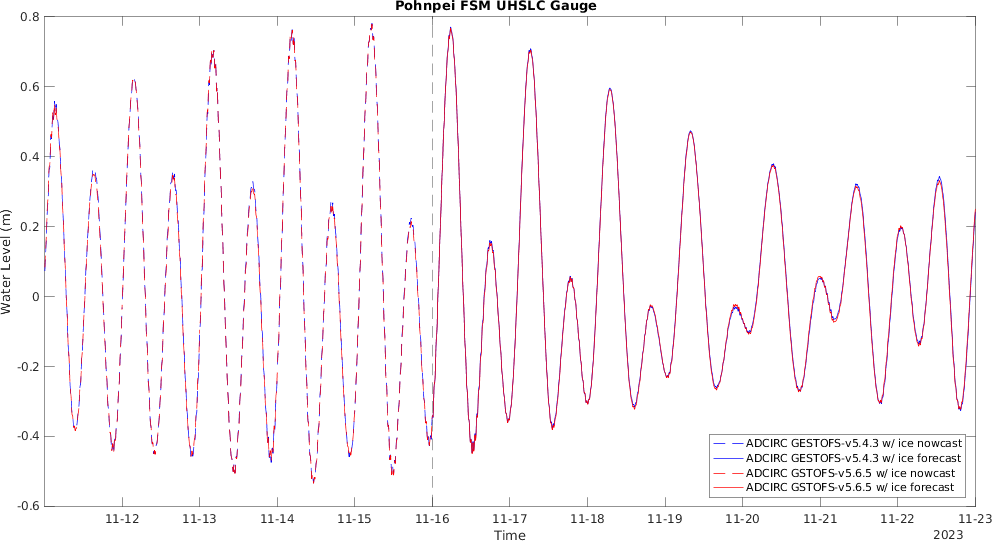 Pohnpei FSM UHSLC Gauge
Water Level (m)
0.8
0.6
0.4
0.2
0
-0.2
-0.4
-0.6
11-12 11-13 11-14 11-15 11-16 11-17 11-18 11-19 11-20 11-21 11-22 11-23
Time
2023
ADCIRC GESTOFS-v5.4.3 w/ ice nowcast
ADCIRC GESTOFS-v5.4.3 w/ ice forecast
ADCIRC GSTOFS-v5.6.5 w/ ice nowcast
ADCIRC GSTOFS-v5.6.5 w/ ice forecast